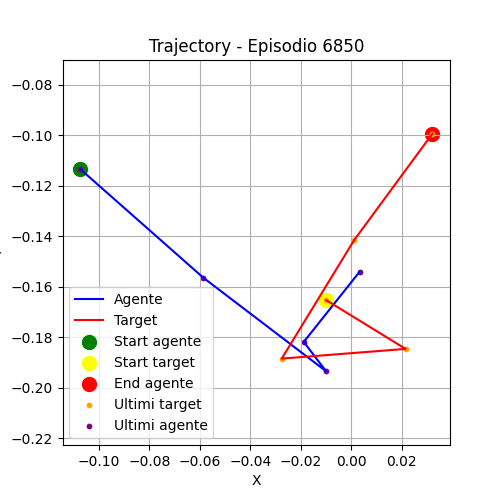 Trajectory - Episodio 6850
−0.08
−0.10
−0.12
−0.14
−0.16
−0.18
−0.20
−0.22
Agente
Target
Start agente
Start target
End agente
Ultimi target
Ultimi agente
−0.10 −0.08 −0.06 −0.04 −0.02 0.00 0.02
X